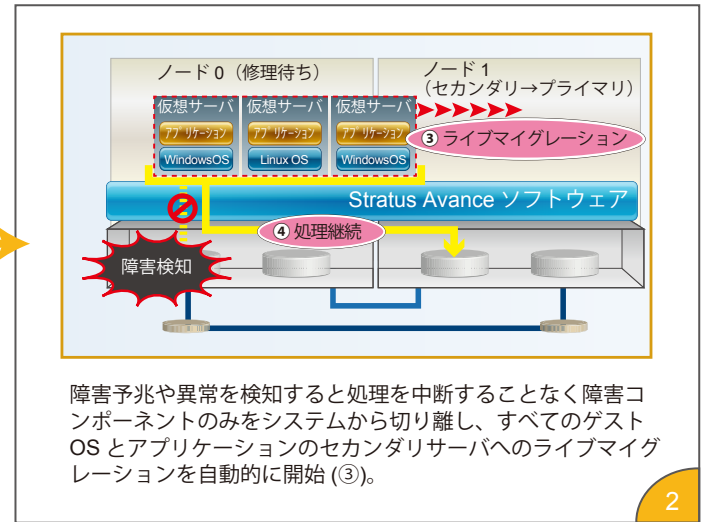 ノード 0（修理待ち）
ノード 1
（セカンダリ→プライマリ）
仮想サーバ
仮想サーバ
仮想サーバ
アプリケーション
アプリケーション
アプリケーション
WindowsOS
Linux OS
WindowsOS
③ ライブマイグレーション
Stratus Avance ソフトウェア
④ 処理継続
障害検知
障害予兆や異常を検知すると処理を中断することなく障害コ
ンポーネントのみをシステムから切り離し、すべてのゲスト
OS とアプリケーションのセカンダリサーバへのライブマイグ
レーションを自動的に開始 (③)。
2